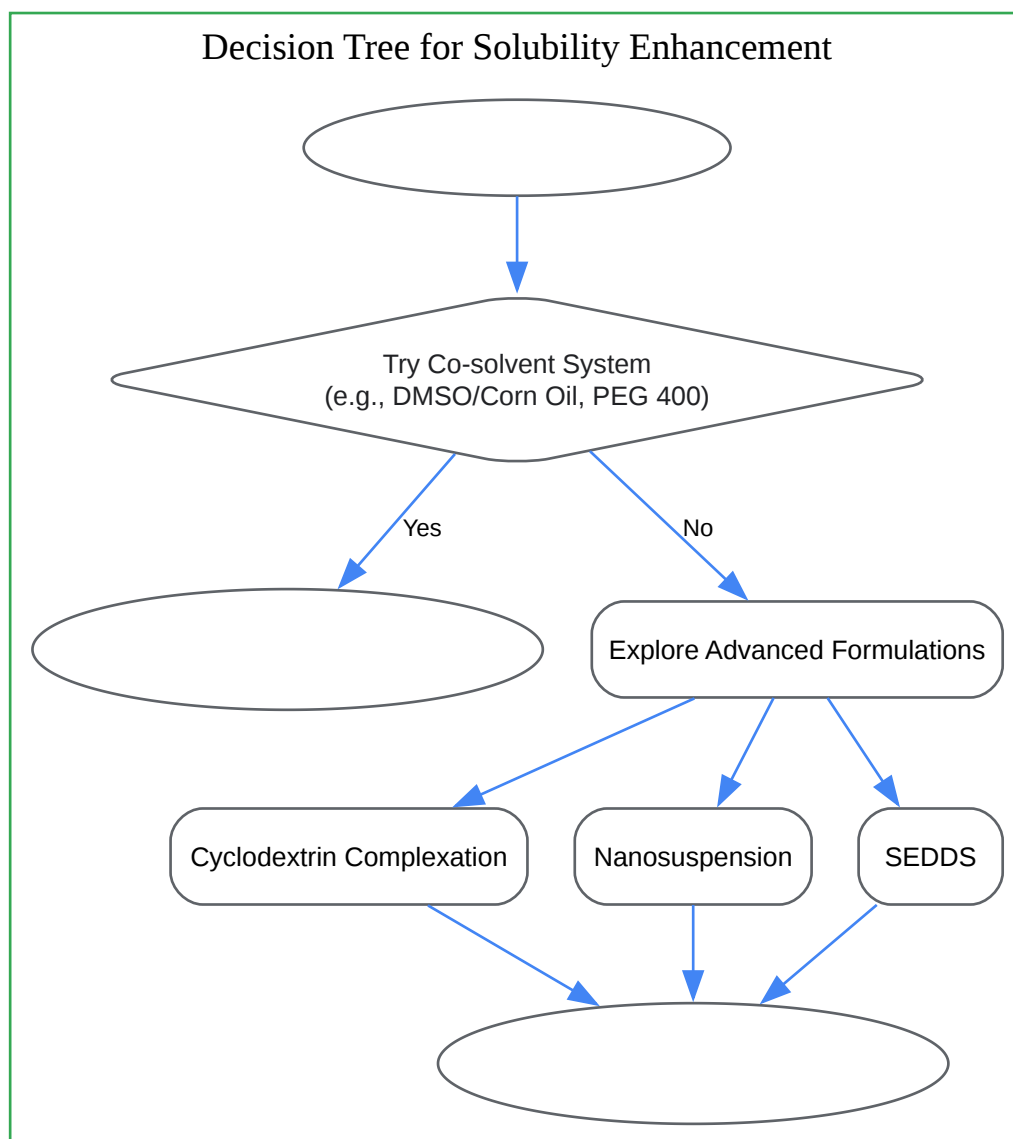 Decision Tree for Solubility Enhancement
Try Co-solvent System
(e.g., DMSO/Corn Oil, PEG 400)
Yes
No
Explore Advanced Formulations
Cyclodextrin Complexation
Nanosuspension
SEDDS